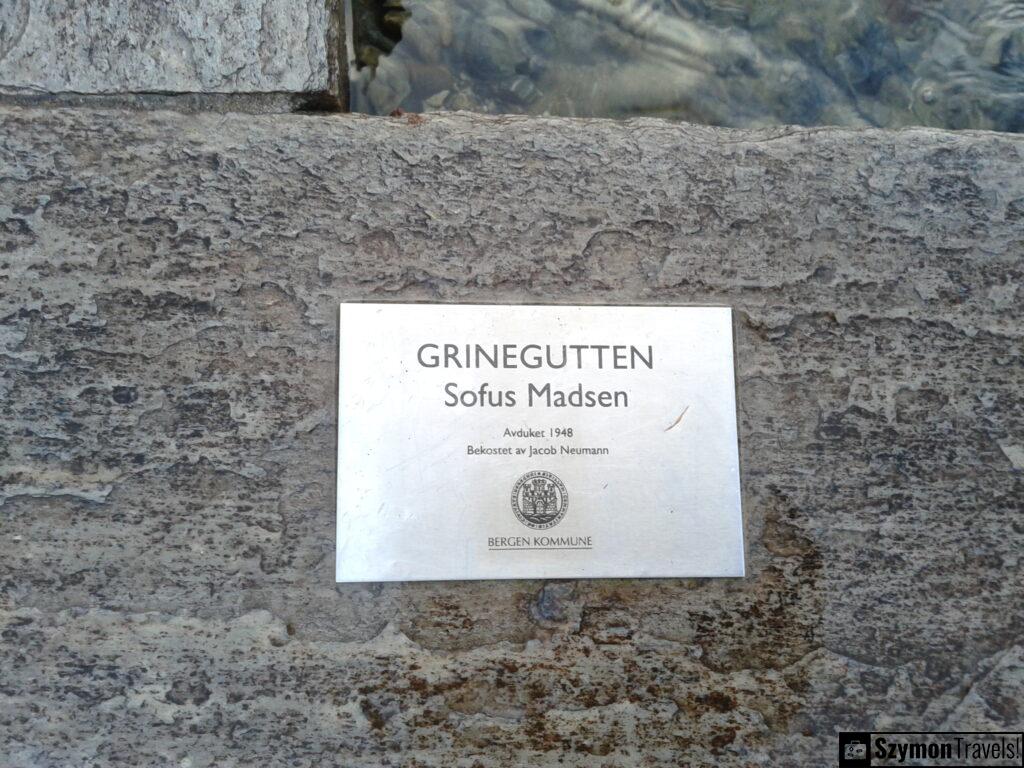 GRINEGUTTEN
Sofus Madsen
Avduket 1948
Bekostet av Jacob Neumann
BERGEN KOMMUNE
SzymonTravels!